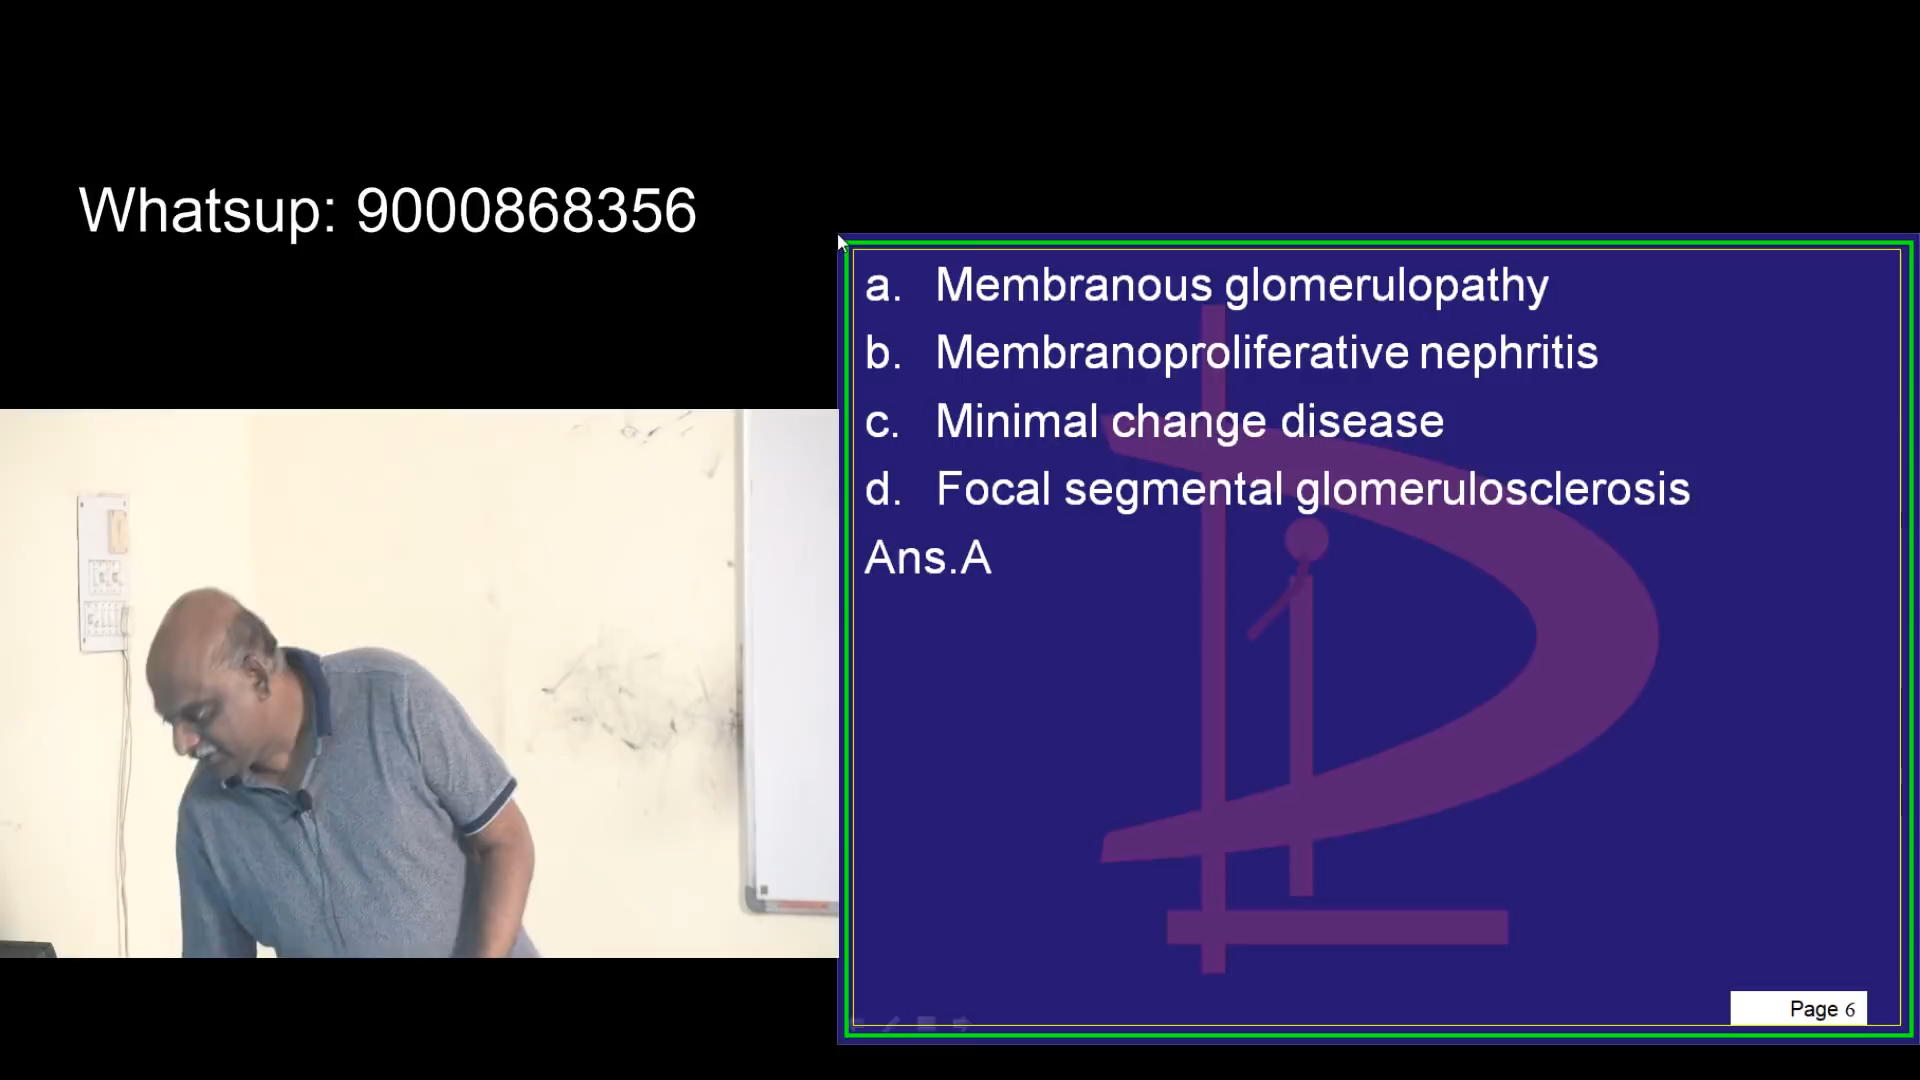 Whatsup: 9000868356
a. Membranous glomerulopathy
b. Membranoproliferative nephritis
c. Minimal change disease
d. Focal segmental glomerulosclerosis
Ans.A
Page 6